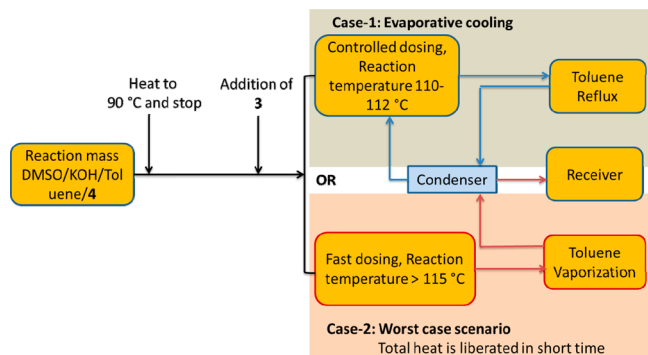 Case-1: Evaporative cooling
Heat to
90 °C and stop
Addition of
3
Controlled dosing,
Reaction
temperature 110-
112 °C
Toluene
Reflux
Reaction mass
DMSO/KOH/Tol
uene/4
OR
Condenser
Receiver
Fast dosing, Reaction
temperature > 115 °C
Toluene
Vaporization
Case-2: Worst case scenario
Total heat is liberated in short time